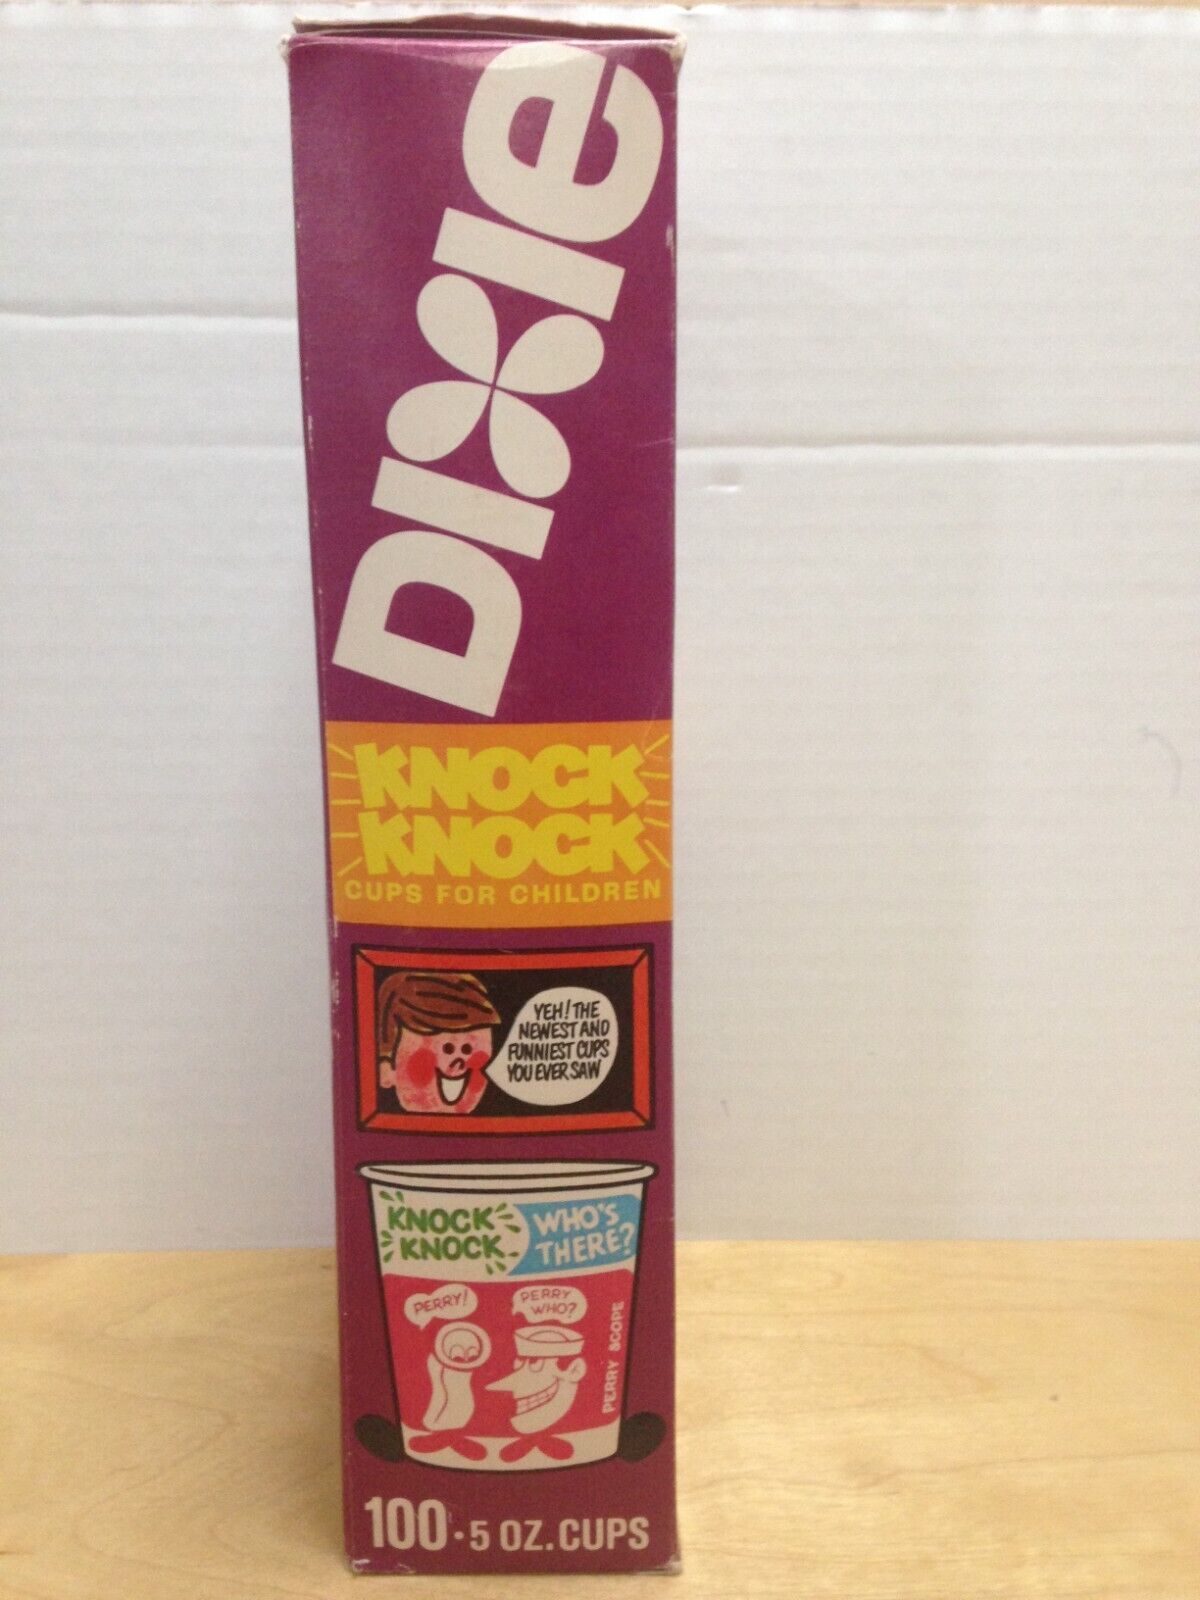 Dixie
KNOCK
KNOCK
CUPS FOR CHILDREN
YEH! THE
NEWEST AND
FUNNIEST CUPS
YOU EVER SAW
KNOCK
KNOCK
WHO'S
THERE?
PERRY!
PERRY
WHO?
PERRY SCOPE
100 · 5 OZ. CUPS